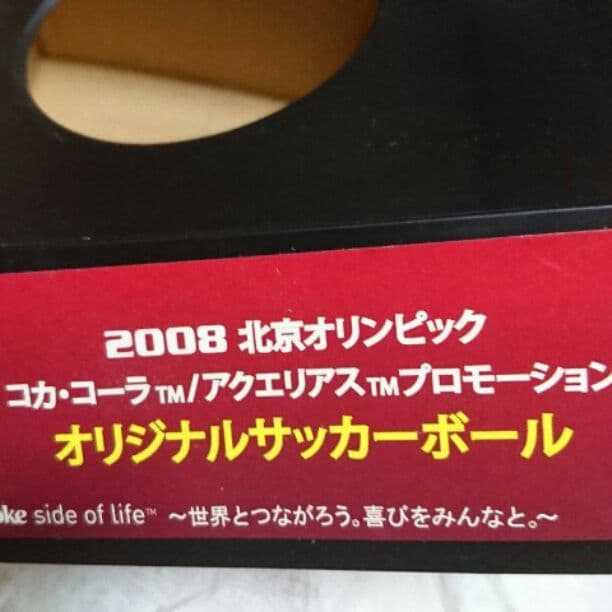 2008 北京オリンピック
コカ・コーラTM/アクエリアスTMプロモーション
オリジナルサッカーボール
oke side of life™ ～世界とつながろう。喜びをみんなと。～